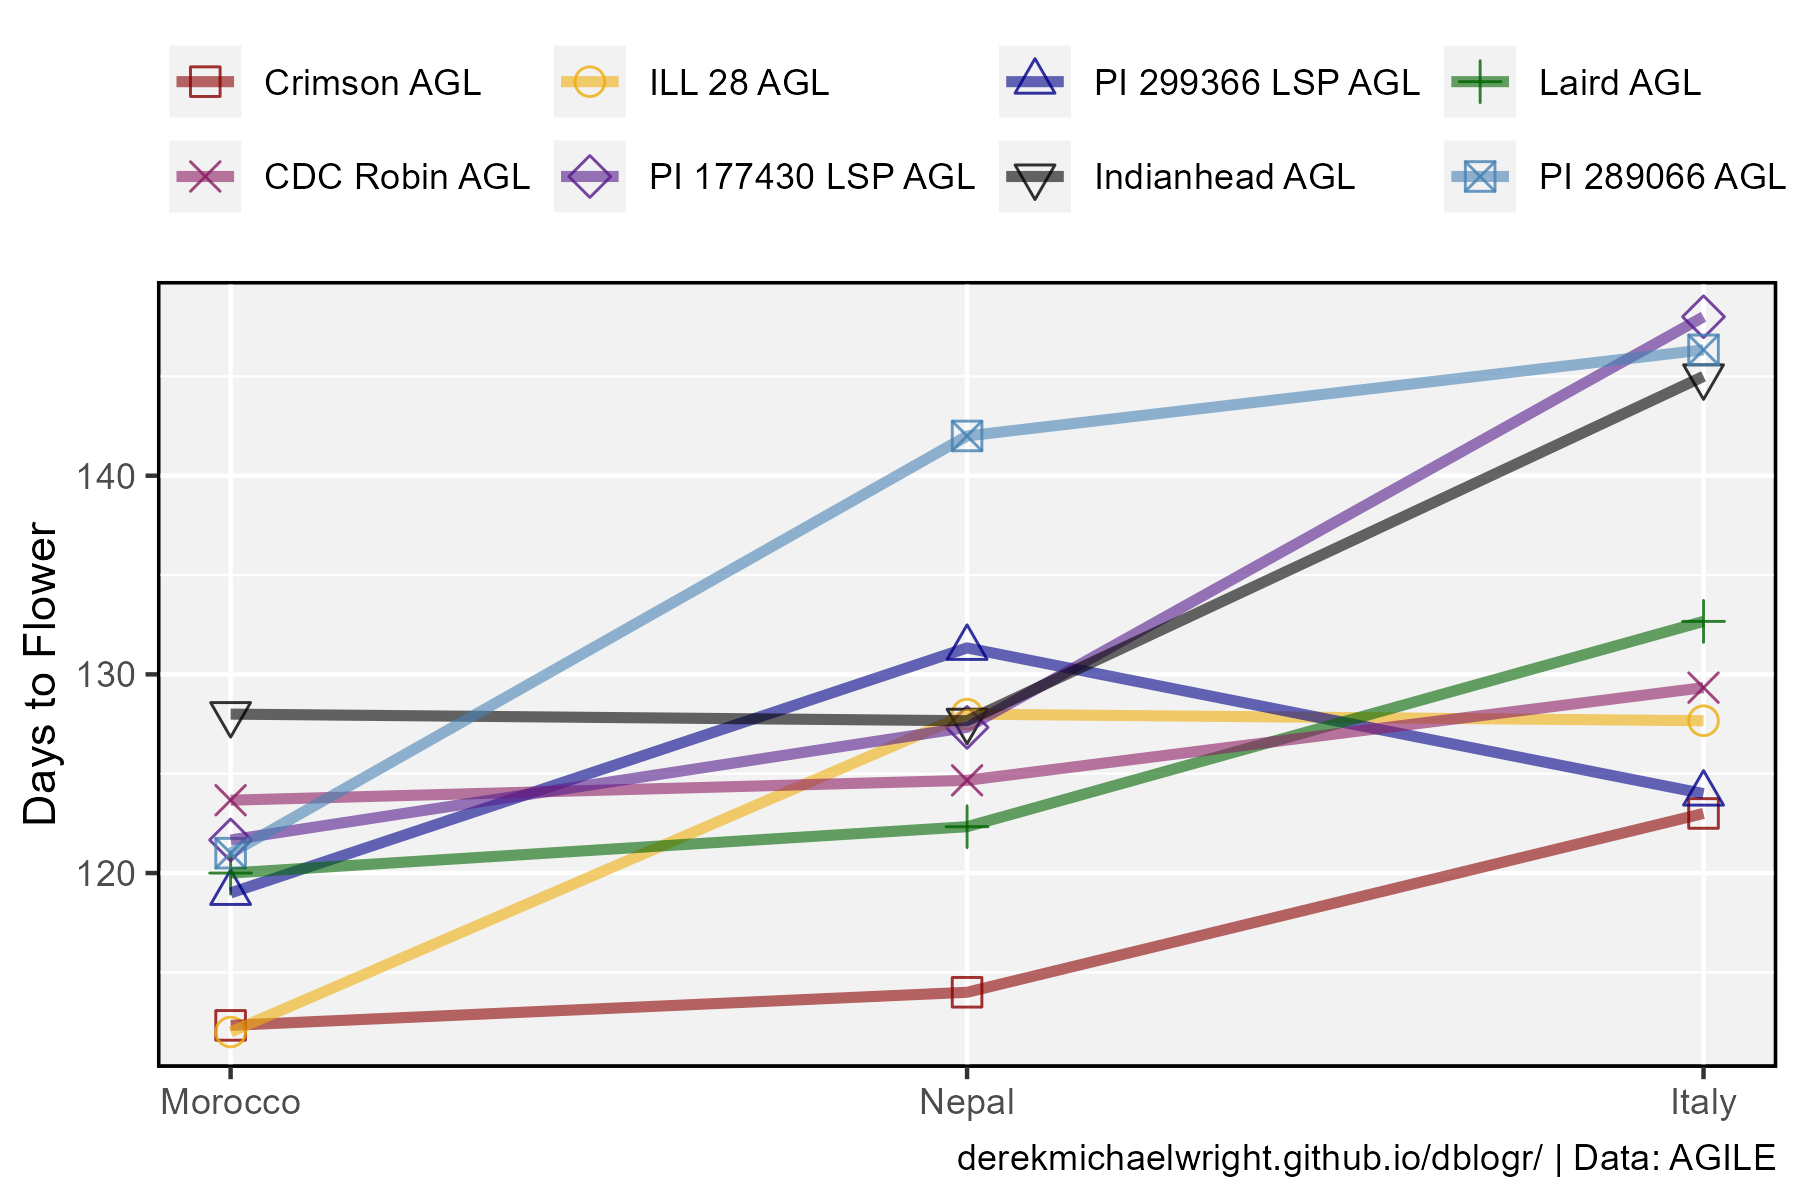 Crimson AGL ILL 28 AGL PI 299366 LSP AGL Laird AGL
CDC Robin AGL PI 177430 LSP AGL Indianhead AGL PI 289066 AGL
Days to Flower
140
130
120
Morocco Nepal Italy
derekmichaelwright.github.io/dblogr/ | Data: AGILE